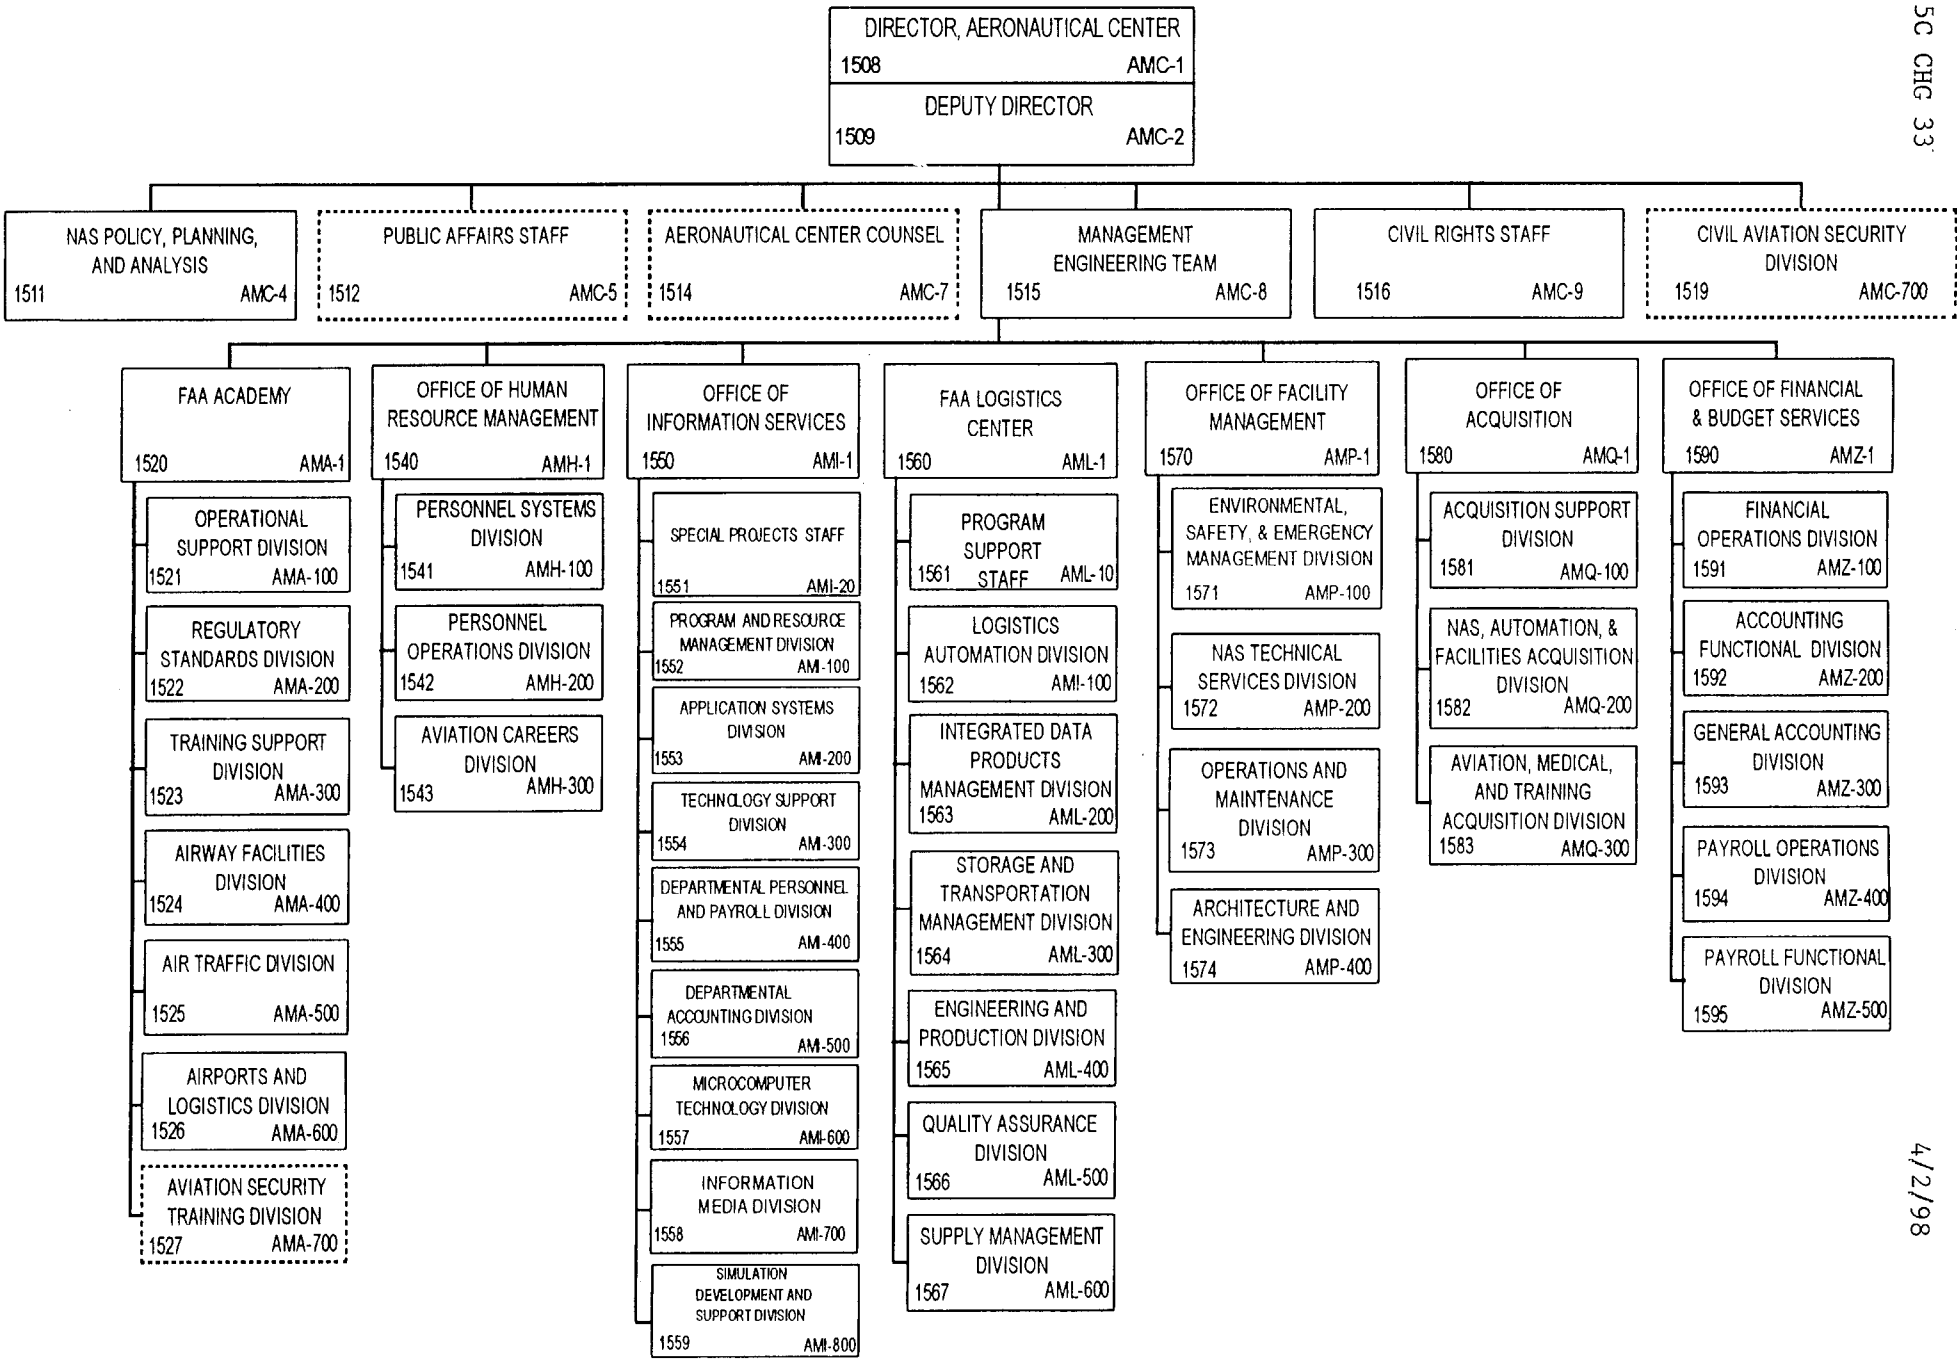 5C CHG 33
DIRECTOR, AERONAUTICAL CENTER
1508 AMC-1
DEPUTY DIRECTOR
1509 AMC-2
NAS POLICY, PLANNING,
AND ANALYSIS
1511 AMC-4
PUBLIC AFFAIRS STAFF
1512 AMC-5
AERONAUTICAL CENTER COUNSEL
1514 AMC-7
MANAGEMENT
ENGINEERING TEAM
1515 AMC-8
CIVIL RIGHTS STAFF
1516 AMC-9
CIVIL AVIATION SECURITY
DIVISION
1519 AMC-700
FAA ACADEMY
1520 AMA-1
OPERATIONAL
SUPPORT DIVISION
1521 AMA-100
REGULATORY
STANDARDS DIVISION
1522 AMA-200
TRAINING SUPPORT
DIVISION
1523 AMA-300
AIRWAY FACILITIES
DIVISION
1524 AMA-400
AIR TRAFFIC DIVISION
1525 AMA-500
AIRPORTS AND
LOGISTICS DIVISION
1526 AMA-600
AVIATION SECURITY
TRAINING DIVISION
1527 AMA-700
OFFICE OF HUMAN
RESOURCE MANAGEMENT
1540 AMH-1
PERSONNEL SYSTEMS
DIVISION
1541 AMH-100
PERSONNEL
OPERATIONS DIVISION
1542 AMH-200
AVIATION CAREERS
DIVISION
1543 AMH-300
OFFICE OF
INFORMATION SERVICES
1550 AMI-1
SPECIAL PROJECTS STAFF
1551 AMI-20
PROGRAM AND RESOURCE
MANAGEMENT DIVISION
1552 AMI-100
APPLICATION SYSTEMS
DIVISION
1553 AMI-200
TECHNOLOGY SUPPORT
DIVISION
1554 AMI-300
DEPARTMENTAL PERSONNEL
AND PAYROLL DIVISION
1555 AMI-400
DEPARTMENTAL
ACCOUNTING DIVISION
1556 AMI-500
MICROCOMPUTER
TECHNOLOGY DIVISION
1557 AMI-600
INFORMATION
MEDIA DIVISION
1558 AMI-700
SIMULATION
DEVELOPMENT AND
SUPPORT DIVISION
1559 AMI-800
FAA LOGISTICS
CENTER
1560 AML-1
PROGRAM
SUPPORT
STAFF
1561 AML-10
LOGISTICS
AUTOMATION DIVISION
1562 AMI-100
INTEGRATED DATA
PRODUCTS
MANAGEMENT DIVISION
1563 AML-200
STORAGE AND
TRANSPORTATION
MANAGEMENT DIVISION
1564 AML-300
ENGINEERING AND
PRODUCTION DIVISION
1565 AML-400
QUALITY ASSURANCE
DIVISION
1566 AML-500
SUPPLY MANAGEMENT
DIVISION
1567 AML-600
OFFICE OF FACILITY
MANAGEMENT
1570 AMP-1
ENVIRONMENTAL,
SAFETY, & EMERGENCY
MANAGEMENT DIVISION
1571 AMP-100
NAS TECHNICAL
SERVICES DIVISION
1572 AMP-200
OPERATIONS AND
MAINTENANCE
DIVISION
1573 AMP-300
ARCHITECTURE AND
ENGINEERING DIVISION
1574 AMP-400
OFFICE OF
ACQUISITION
1580 AMQ-1
ACQUISITION SUPPORT
DIVISION
1581 AMQ-100
NAS, AUTOMATION, &
FACILITIES ACQUISITION
DIVISION
1582 AMQ-200
AVIATION, MEDICAL,
AND TRAINING
ACQUISITION DIVISION
1583 AMQ-300
OFFICE OF FINANCIAL
& BUDGET SERVICES
1590 AMZ-1
FINANCIAL
OPERATIONS DIVISION
1591 AMZ-100
ACCOUNTING
FUNCTIONAL DIVISION
1592 AMZ-200
GENERAL ACCOUNTING
DIVISION
1593 AMZ-300
PAYROLL OPERATIONS
DIVISION
1594 AMZ-400
PAYROLL FUNCTIONAL
DIVISION
1595 AMZ-500
4/2/98